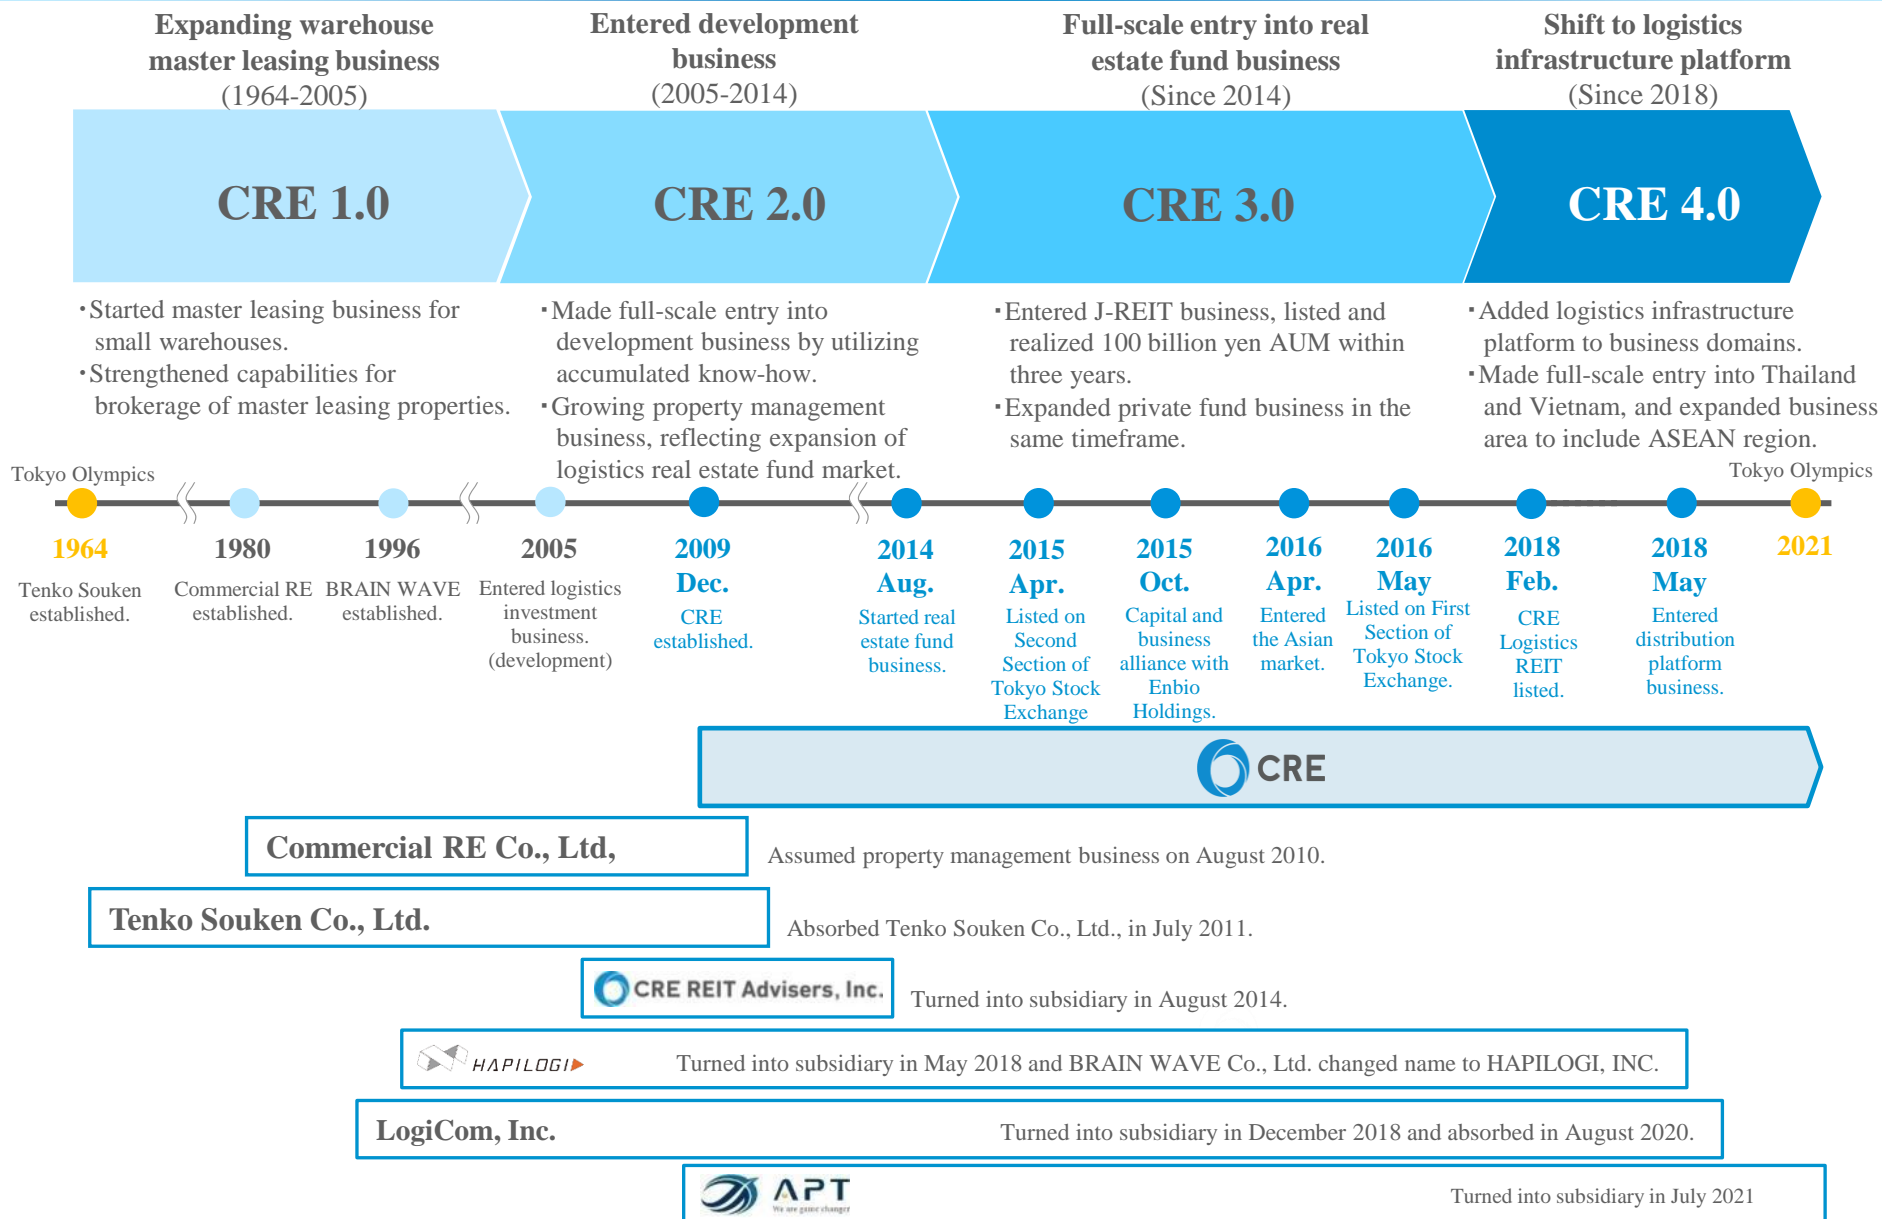 Expanding warehouse
master leasing business
(1964-2005)
Entered development
business
(2005-2014)
Full-scale entry into real
estate fund business
(Since 2014)
Shift to logistics
infrastructure platform
(Since 2018)
CRE 1.0
CRE 2.0
CRE 3.0
CRE 4.0
・Started master leasing business for
small warehouses.
・Strengthened capabilities for
brokerage of master leasing properties.
・Made full-scale entry into
development business by utilizing
accumulated know-how.
・Growing property management
business, reflecting expansion of
logistics real estate fund market.
・Entered J-REIT business, listed and
realized 100 billion yen AUM within
three years.
・Expanded private fund business in the
same timeframe.
・Added logistics infrastructure
platform to business domains.
・Made full-scale entry into Thailand
and Vietnam, and expanded business
area to include ASEAN region.
Tokyo Olympics
Tokyo Olympics
1964
Tenko Souken
established.
1980
Commercial RE
established.
1996
BRAIN WAVE
established.
2005
Entered logistics
investment
business.
(development)
2009
Dec.
CRE
established.
2014
Aug.
Started real
estate fund
business.
2015
Apr.
Listed on
Second
Section of
Tokyo Stock
Exchange
2015
Oct.
Capital and
business
alliance with
Enbio
Holdings.
2016
Apr.
Entered
the Asian
market.
2016
May
Listed on First
Section of
Tokyo Stock
Exchange.
2018
Feb.
CRE
Logistics
REIT
listed.
2018
May
Entered
distribution
platform
business.
2021
CRE
Commercial RE Co., Ltd,
Assumed property management business on August 2010.
Tenko Souken Co., Ltd.
Absorbed Tenko Souken Co., Ltd., in July 2011.
CRE REIT Advisers, Inc.
Turned into subsidiary in August 2014.
HAPILOGI
Turned into subsidiary in May 2018 and BRAIN WAVE Co., Ltd. changed name to HAPILOGI, INC.
LogiCom, Inc.
Turned into subsidiary in December 2018 and absorbed in August 2020.
APT
We are game changer
Turned into subsidiary in July 2021